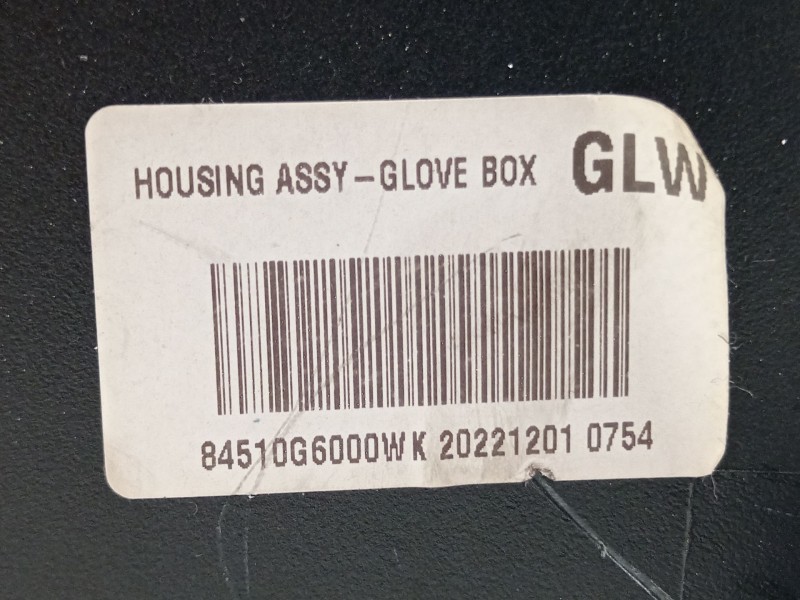 HOUSING ASSY-GLOVE BOX GLW
84510G6000WK 20221201 0754